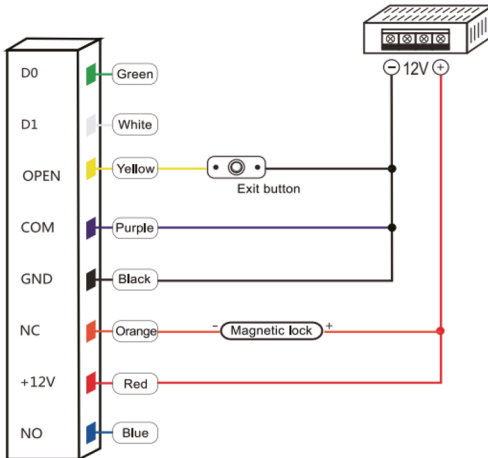 D0 Green
− 12V +
D1 White
OPEN Yellow
Exit button
COM Purple
GND Black
NC Orange - Magnetic lock +
+12V Red
NO Blue